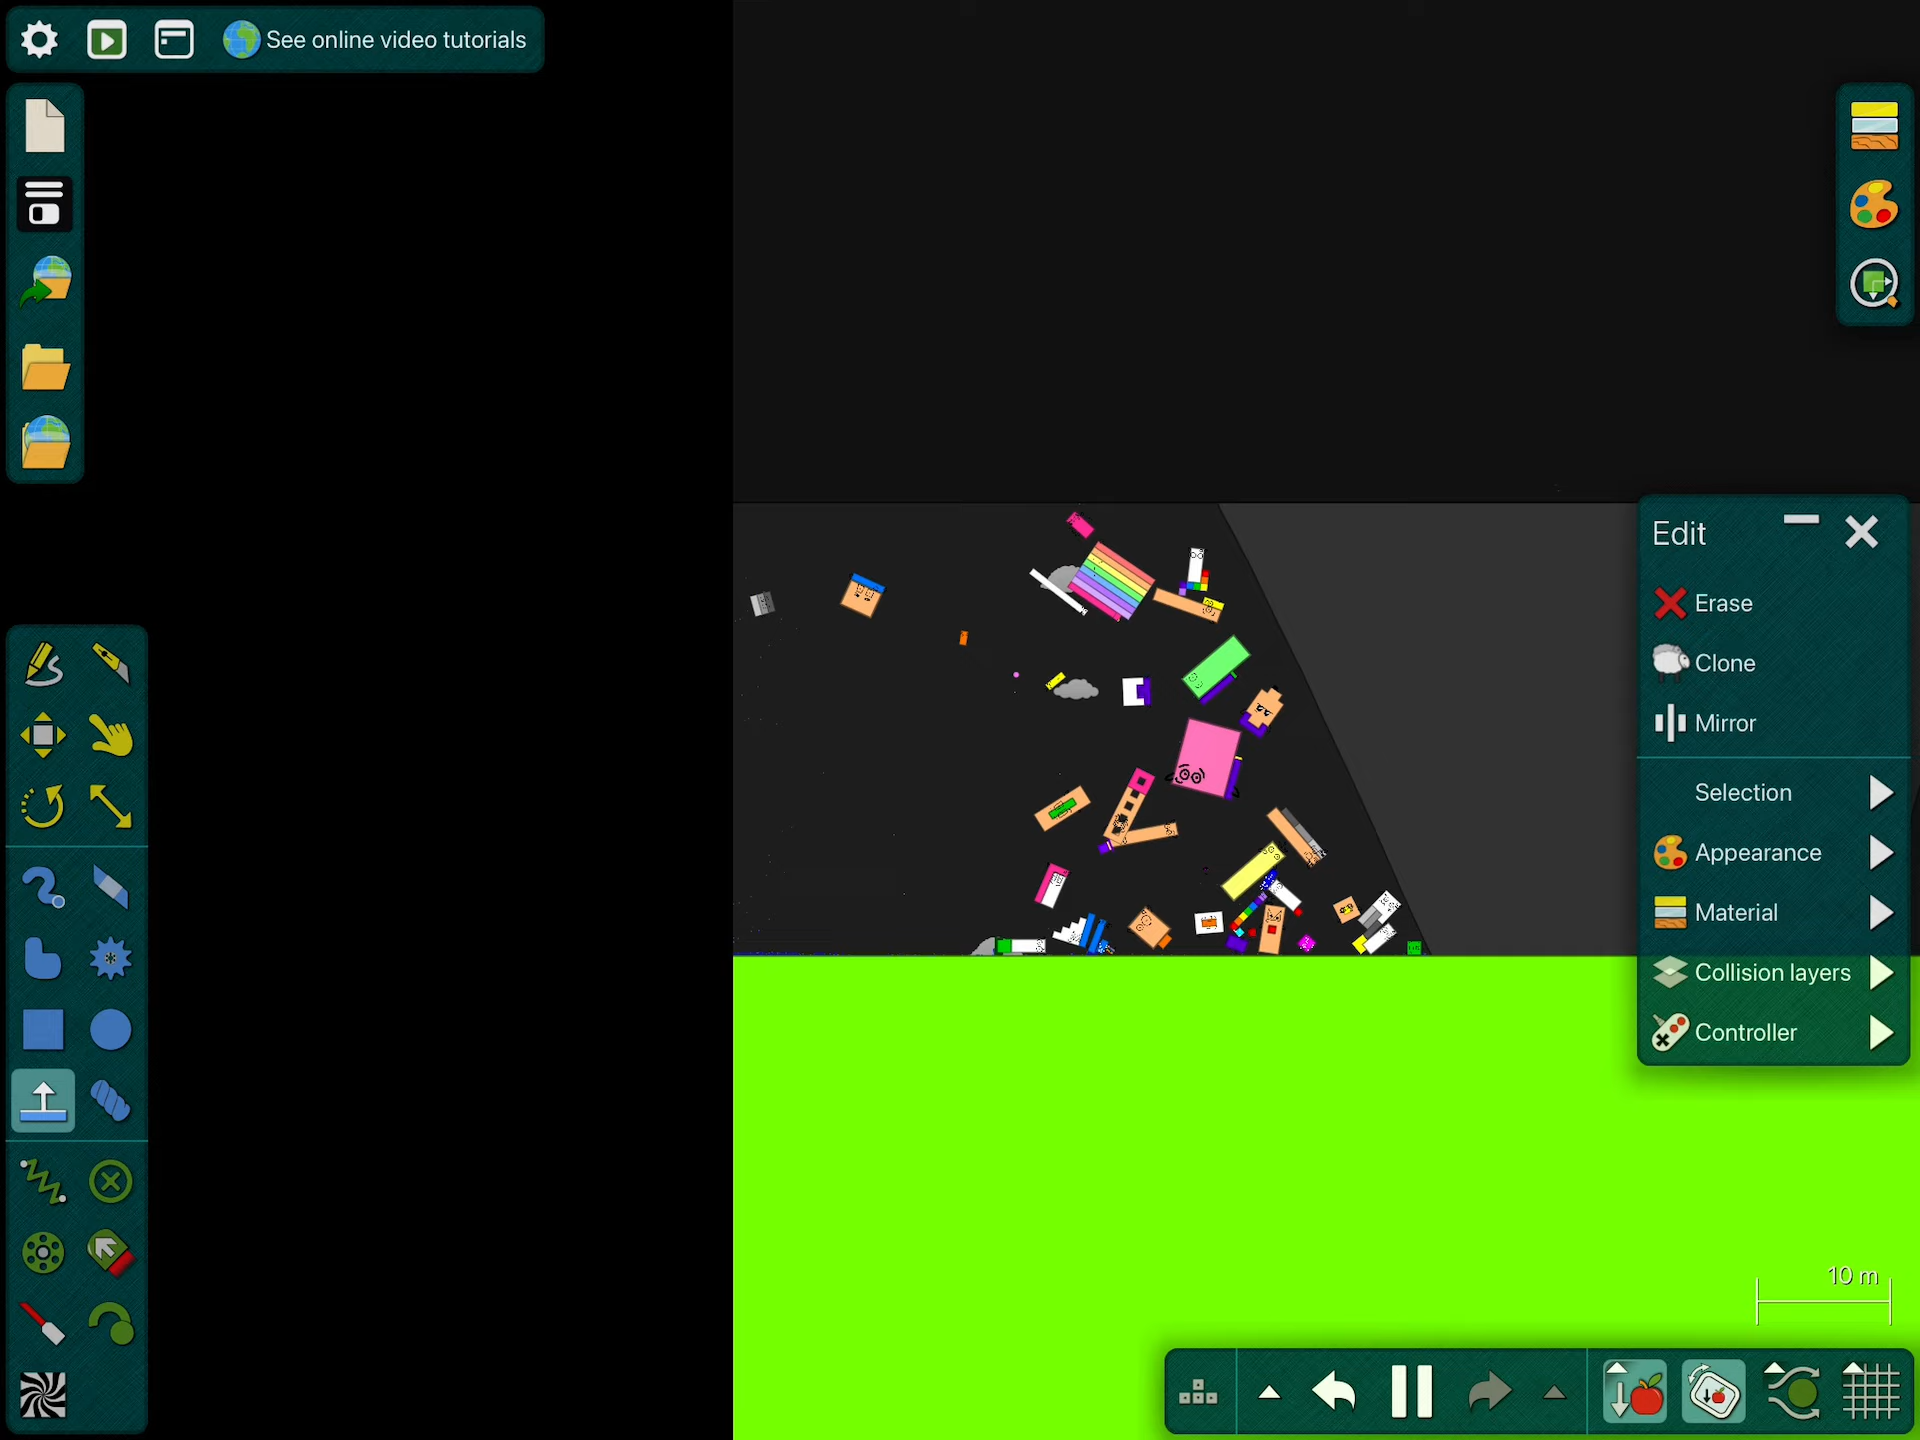 See online video tutorials
Edit
Erase
Clone
Mirror
Selection
Appearance
Material
Collision layers
Controller
10 m